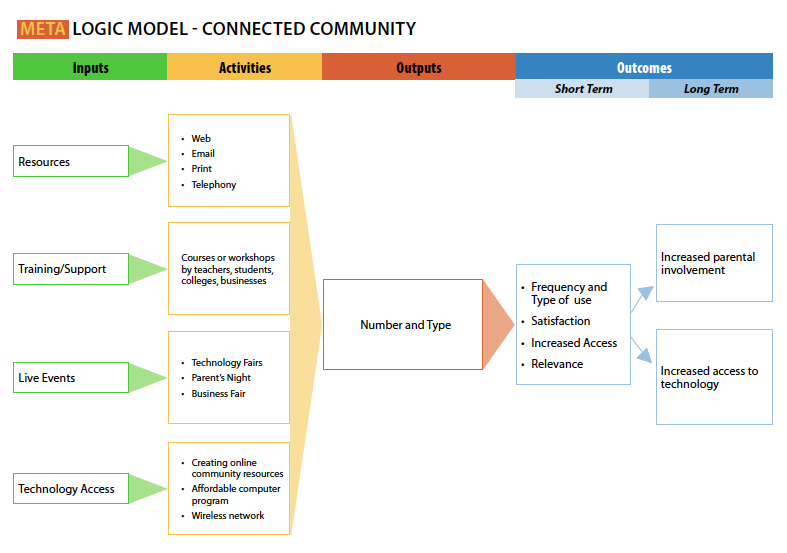 META LOGIC MODEL - CONNECTED COMMUNITY
Inputs
Activities
Outputs
Outcomes
Short Term
Long Term
Resources
• Web
• Email
• Print
• Telephony
Training/Support
Courses or workshops
by teachers, students,
colleges, businesses
Live Events
• Technology Fairs
• Parent's Night
• Business Fair
Technology Access
• Creating online
community resources
• Affordable computer
program
• Wireless network
Number and Type
• Frequency and
Type of use
• Satisfaction
• Increased Access
• Relevance
Increased parental
involvement
Increased access to
technology